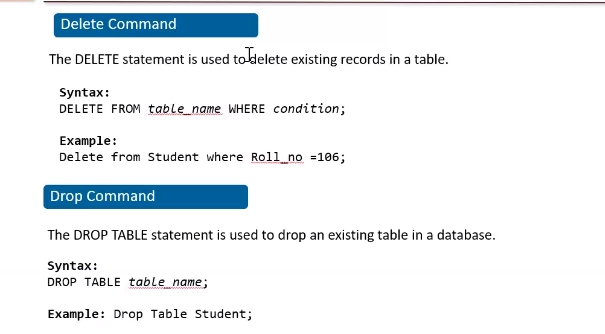 Delete Command
The DELETE statement is used to delete existing records in a table.
Syntax:
DELETE FROM table_name WHERE condition;
Example:
Delete from Student where Roll_no =106;
Drop Command
The DROP TABLE statement is used to drop an existing table in a database.
Syntax:
DROP TABLE table_name;
Example: Drop Table Student;